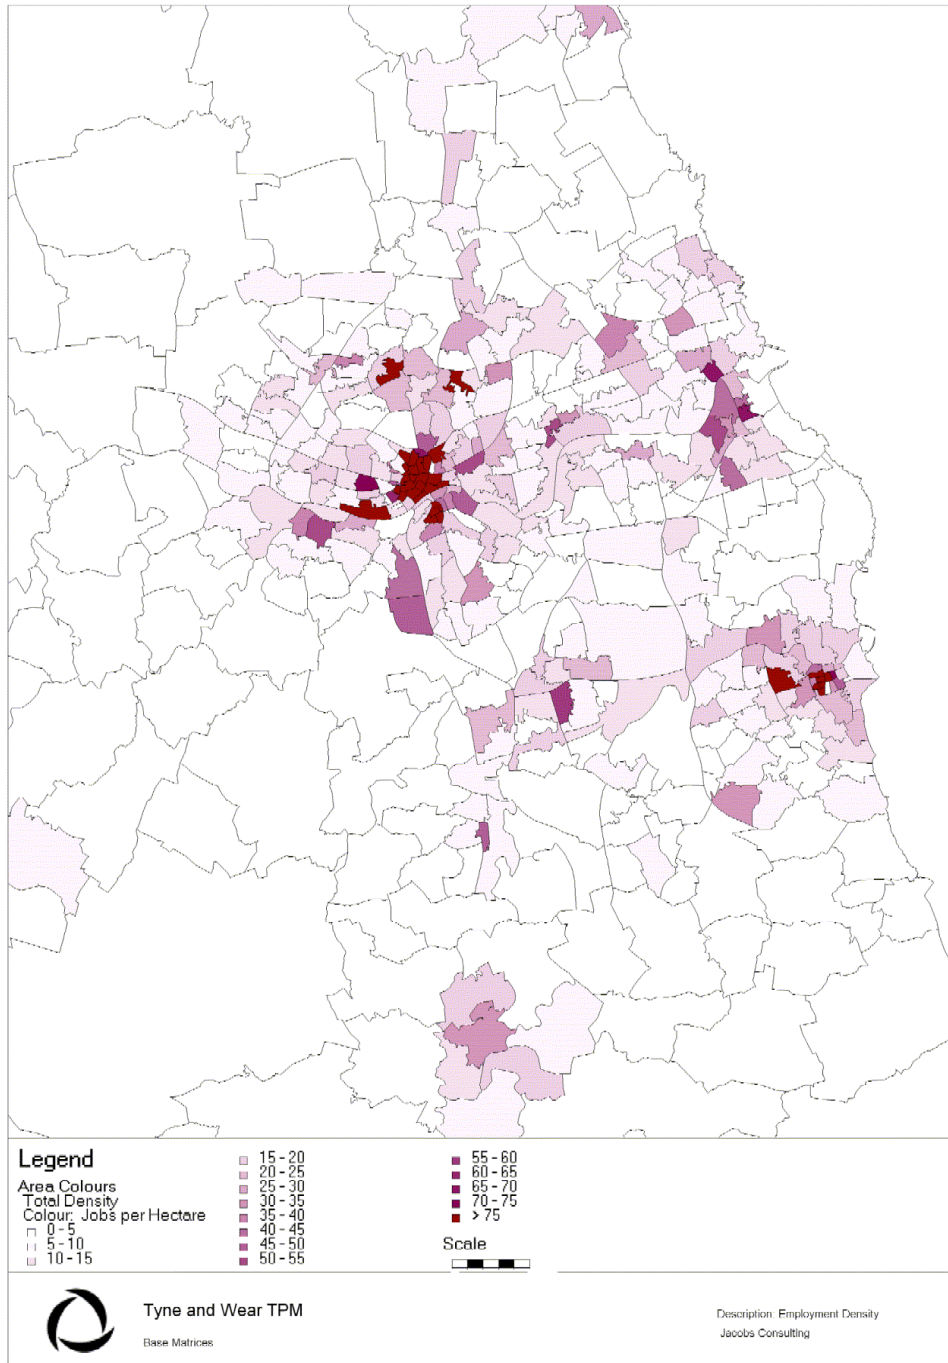 Legend
Area Colours
Total Density
Colour: Jobs per Hectare
0 - 5
5 - 10
10 - 15
15 - 20
20 - 25
25 - 30
30 - 35
35 - 40
40 - 45
45 - 50
50 - 55
55 - 60
60 - 65
65 - 70
70 - 75
> 75
Scale
Tyne and Wear TPM
Base Matrices
Description: Employment Density
Jacobs Consulting